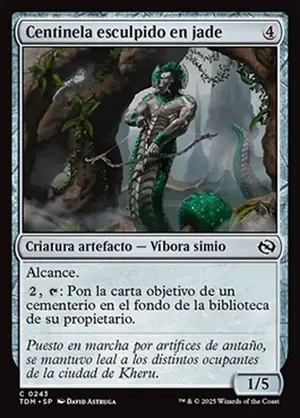 Centinela esculpido en jade 4
Criatura artefacto — Víbora simio
Alcance.
2, : Pon la carta objetivo de un
cementerio en el fondo de la biblioteca
de su propietario.
Puesto en marcha por artífices de antaño,
se mantuvo leal a los distintos ocupantes
de la ciudad de Kheru.
1/5
C 0243
TDM • SP DAVID ASTRUGA
™ & © 2025 Wizards of the Coast